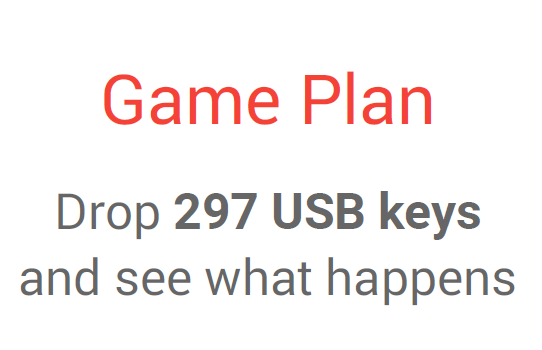 Game Plan
Drop 297 USB keys
and see what happens